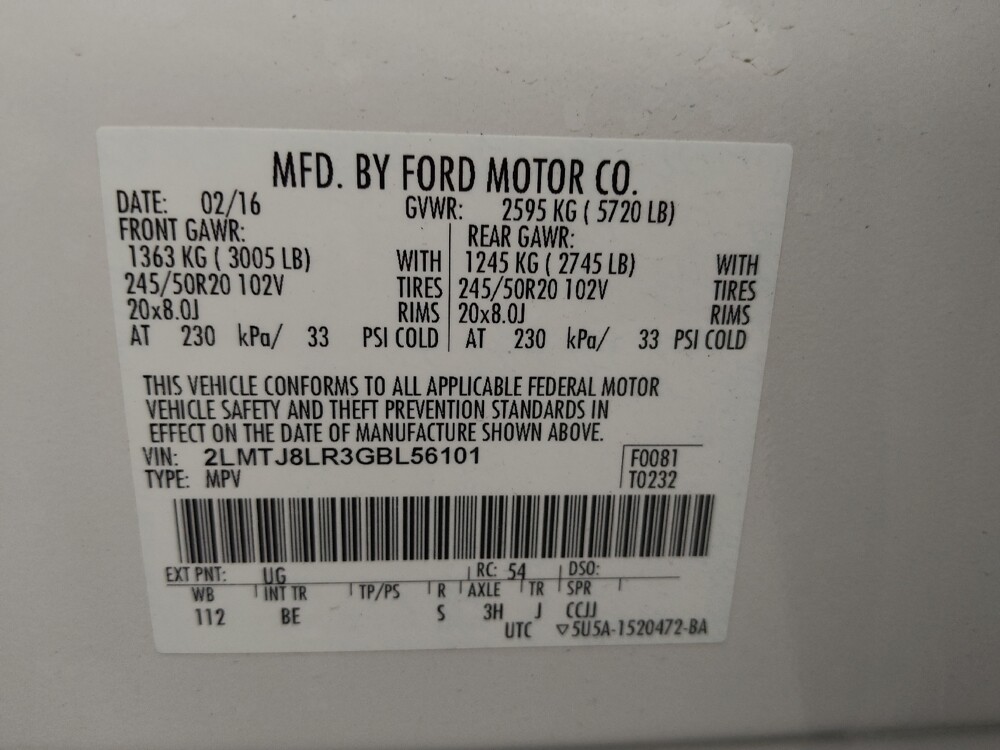 MFD. BY FORD MOTOR CO.
DATE: 02/16 GVWR: 2595 KG ( 5720 LB)
FRONT GAWR: REAR GAWR:
1363 KG ( 3005 LB) WITH 1245 KG ( 2745 LB) WITH
245/50R20 102V TIRES 245/50R20 102V TIRES
20x8.0J RIMS 20x8.0J RIMS
AT 230 kPa/ 33 PSI COLD AT 230 kPa/ 33 PSI COLD
THIS VEHICLE CONFORMS TO ALL APPLICABLE FEDERAL MOTOR
VEHICLE SAFETY AND THEFT PREVENTION STANDARDS IN
EFFECT ON THE DATE OF MANUFACTURE SHOWN ABOVE.
VIN: 2LMTJ8LR3GBL56101 F0081
TYPE: MPV T0232
EXT PNT: UG RC: 54 DSO:
WB INT TR TP/PS R AXLE TR SPR
112 BE S 3H J CCJJ
UTC ▽5U5A-1520472-BA